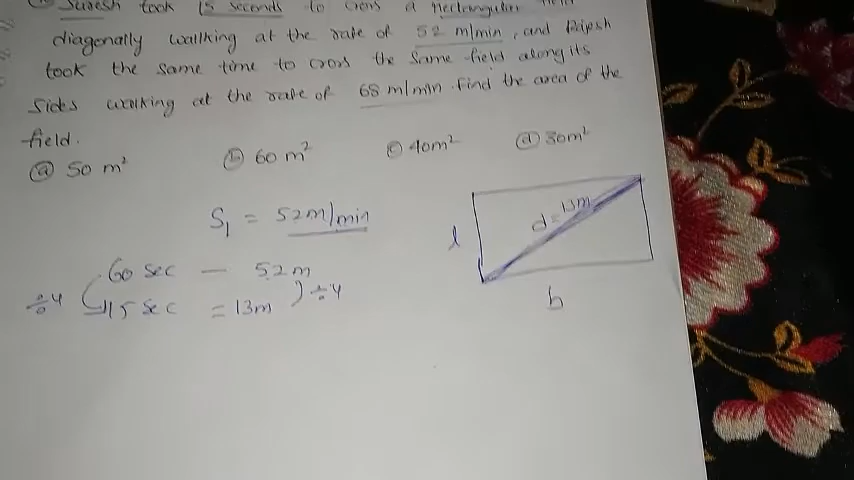 Suresh took 15 seconds to cross a rectangular field
diagonally wallking at the rate of 52 m/min, and Ripesh
took the same time to cross the same field along its
sides walking at the rate of 68 m/min. Find the area of the
field.
ⓐ 50 m² ⓑ 60 m² ⓒ 40m² ⓓ 30m²
S₁ = 52m/min
60 sec — 52m
÷4 15 sec = 13m ÷4
l
d = 13m
b